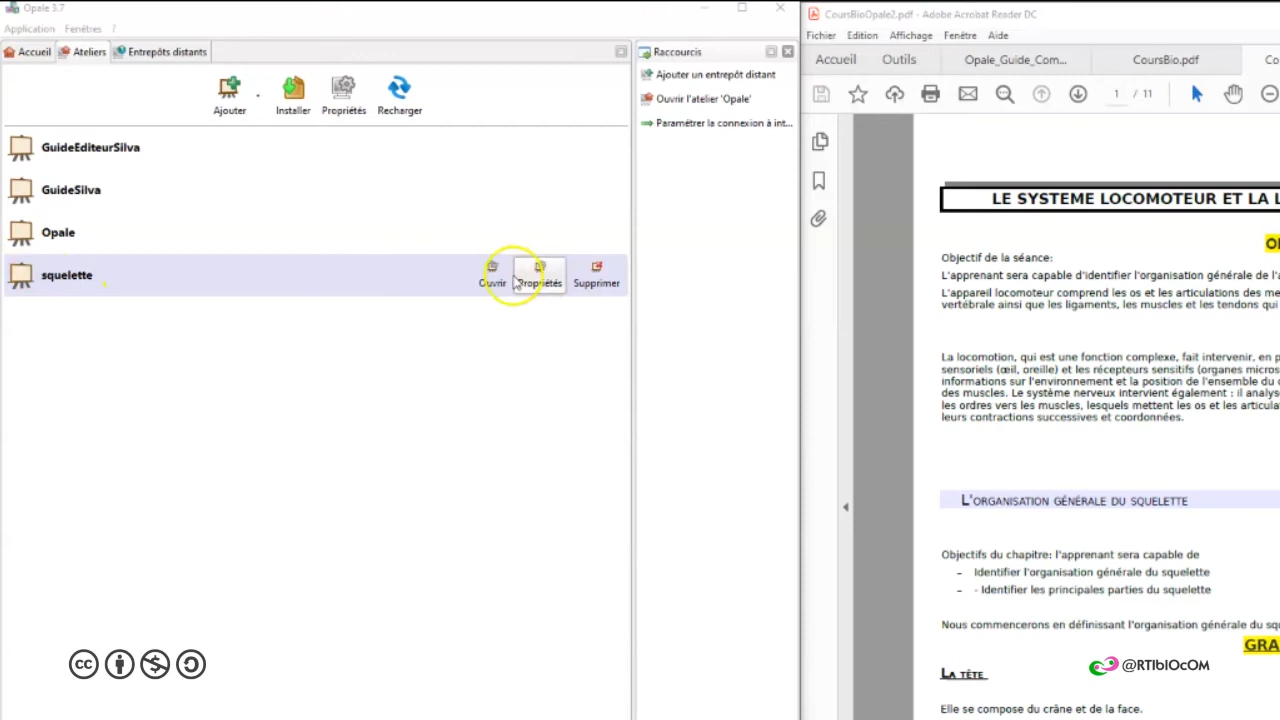 Opale 3.7
Application Fenêtres ?
Accueil Ateliers Entrepôts distants
Ajouter Installer Propriétés Recharger
GuideEditeurSilva
GuideSilva
Opale
squelette
Ouvrir Propriétés Supprimer
Raccourcis
Ajouter un entrepôt distant
Ouvrir l'atelier 'Opale'
Paramétrer la connexion à int...
CoursBioOpale2.pdf - Adobe Acrobat Reader DC
Fichier Edition Affichage Fenêtre Aide
Accueil Outils Opale_Guide_Com... CoursBio.pdf Co
1 / 11
LE SYSTEME LOCOMOTEUR ET LA L
Objectif de la séance:
L'apprenant sera capable d'identifier l'organisation générale de l'a
L'appareil locomoteur comprend les os et les articulations des me
vertébrale ainsi que les ligaments, les muscles et les tendons qui
La locomotion, qui est une fonction complexe, fait intervenir, en p
sensoriels (œil, oreille) et les récepteurs sensitifs (organes micros
informations sur l'environnement et la position de l'ensemble du c
des muscles. Le système nerveux intervient également : il analys
les ordres vers les muscles, lesquels mettent les os et les articula
leurs contractions successives et coordonnées.
L'ORGANISATION GÉNÉRALE DU SQUELETTE
Objectifs du chapitre: l'apprenant sera capable de
– Identifier l'organisation générale du squelette
– - Identifier les principales parties du squelette
Nous commencerons en définissant l'organisation générale du squ
GRA
LA TÊTE
Elle se compose du crâne et de la face.
cc
@RTIbIOcOM